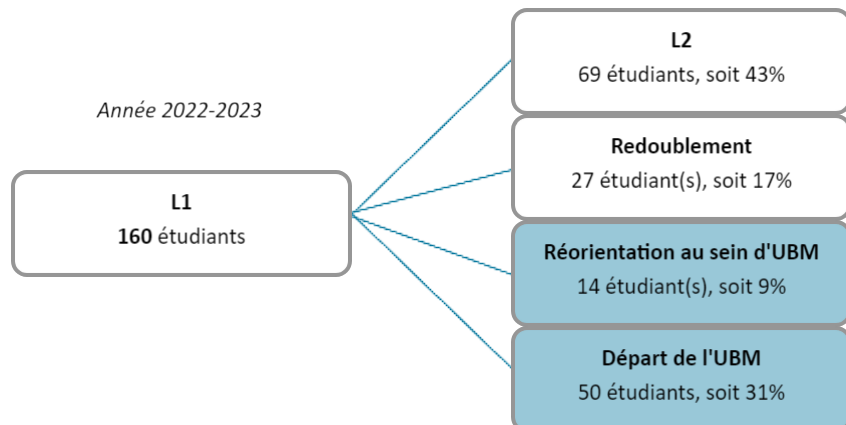 Année 2022-2023
L1
160 étudiants
L2
69 étudiants, soit 43%
Redoublement
27 étudiant(s), soit 17%
Réorientation au sein d'UBM
14 étudiant(s), soit 9%
Départ de l'UBM
50 étudiants, soit 31%